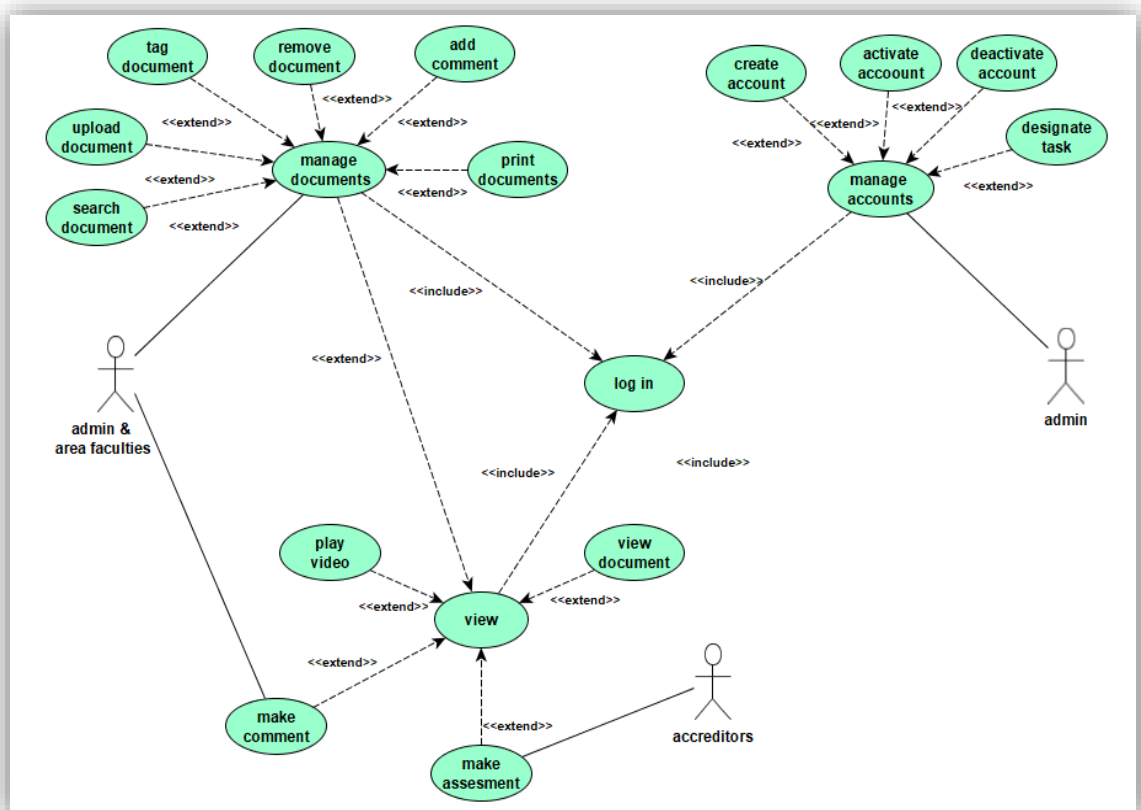 tag
document
remove
document
add
comment
create
account
activate
accoount
deactivate
account
<<extend>>
<<extend>>
<<extend>>
<<extend>>
<<extend>>
<<extend>>
upload
document
designate
task
manage
documents
print
documents
manage
accounts
<<extend>>
<<extend>>
<<extend>>
search
document
<<extend>>
<<include>>
<<include>>
<<extend>>
log in
admin &
area faculties
admin
<<include>>
<<include>>
play
video
view
document
<<extend>>
<<extend>>
view
<<extend>>
make
comment
<<extend>>
accreditors
make
assesment